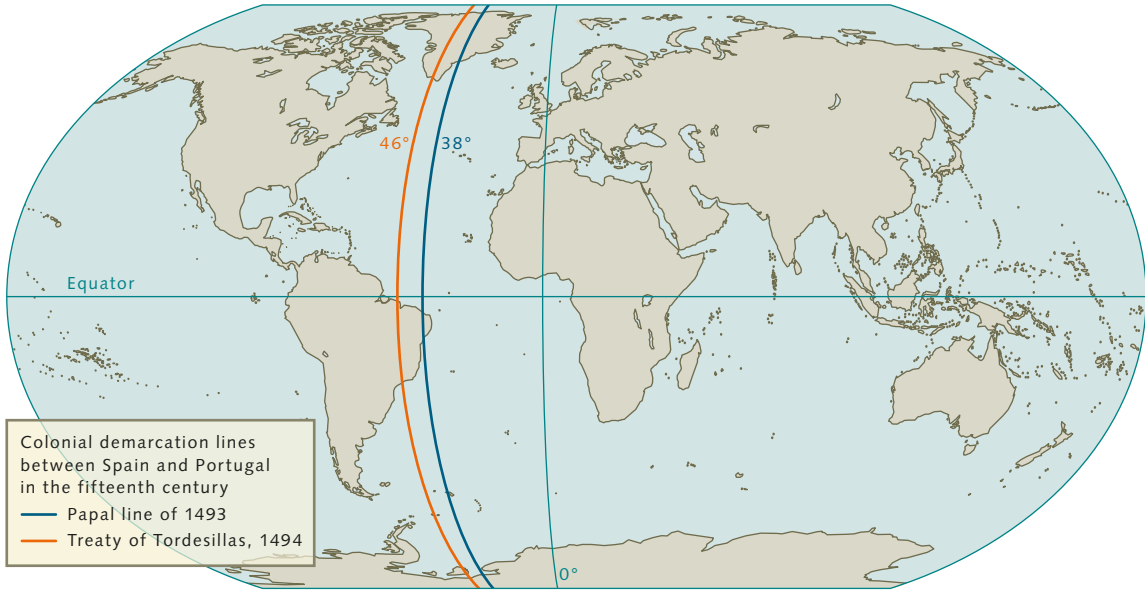 46°
38°
Equator
Colonial demarcation lines
between Spain and Portugal
in the fifteenth century
Papal line of 1493
Treaty of Tordesillas, 1494
0°